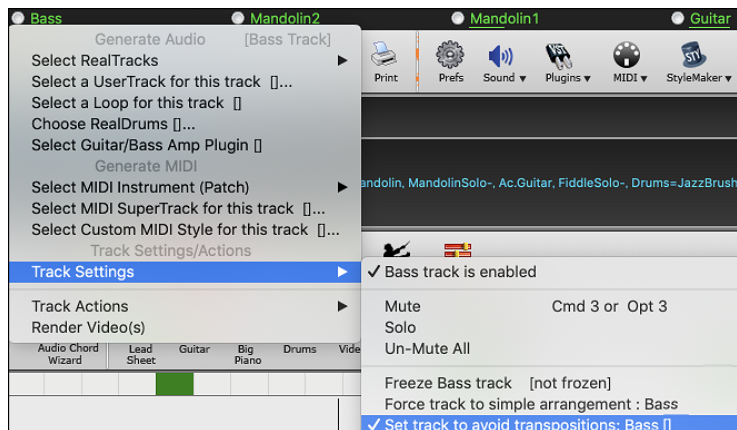 Bass Mandolin2 Mandolin1 Guitar
Generate Audio [Bass Track]
Select RealTracks
Select a UserTrack for this track []...
Select a Loop for this track []
Choose RealDrums []...
Select Guitar/Bass Amp Plugin []
Generate MIDI
Select MIDI Instrument (Patch)
Select MIDI SuperTrack for this track []...
Select Custom MIDI Style for this track []...
Track Settings/Actions
Track Settings
Track Actions
Render Video(s)
Print Prefs Sound MIDI Plugins StyleMaker
andolin, MandolinSolo-, Ac.Guitar, FiddleSolo-, Drums=JazzBrush
✓ Bass track is enabled
Mute Cmd 3 or Opt 3
Solo
Un-Mute All
Freeze Bass track [not frozen]
Force track to simple arrangement : Bass
✓ Set track to avoid transpositions: Bass []
Audio Chord Wizard
Lead Sheet
Guitar
Big Piano
Drums
Vide